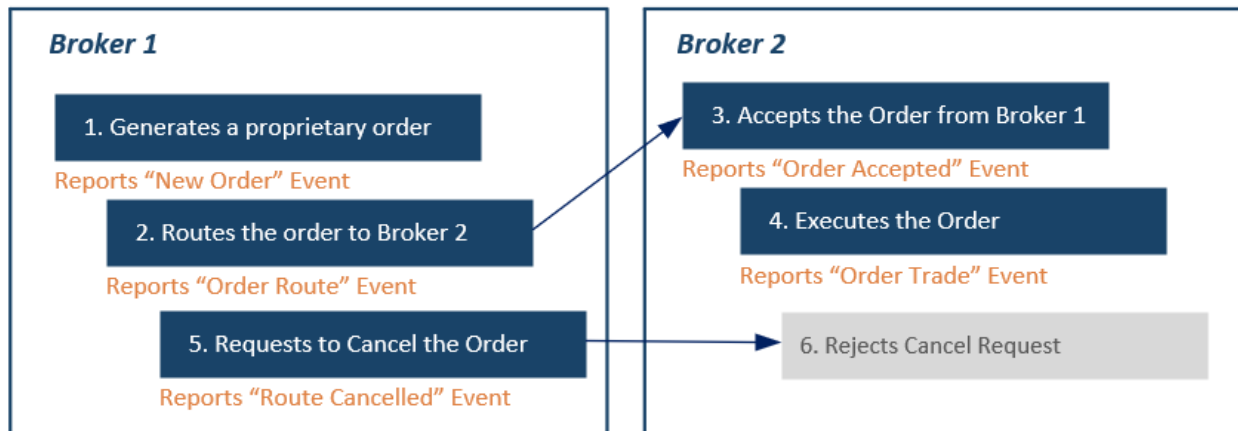 Broker 1
1. Generates a proprietary order
Reports “New Order” Event
2. Routes the order to Broker 2
Reports “Order Route” Event
5. Requests to Cancel the Order
Reports “Route Cancelled” Event
Broker 2
3. Accepts the Order from Broker 1
Reports “Order Accepted” Event
4. Executes the Order
Reports “Order Trade” Event
6. Rejects Cancel Request